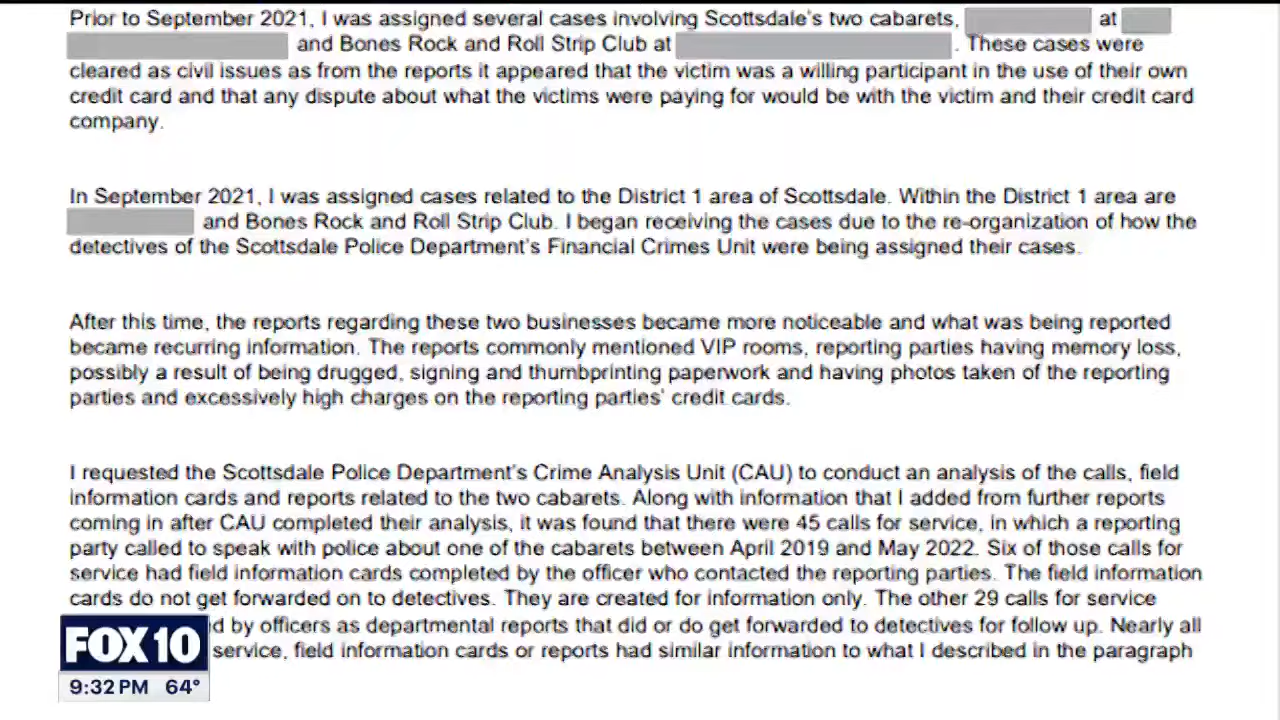 Prior to September 2021, I was assigned several cases involving Scottsdale's two cabarets, at
and Bones Rock and Roll Strip Club at . These cases were
cleared as civil issues as from the reports it appeared that the victim was a willing participant in the use of their own
credit card and that any dispute about what the victims were paying for would be with the victim and their credit card
company.
In September 2021, I was assigned cases related to the District 1 area of Scottsdale. Within the District 1 area are
and Bones Rock and Roll Strip Club. I began receiving the cases due to the re-organization of how the
detectives of the Scottsdale Police Department's Financial Crimes Unit were being assigned their cases.
After this time, the reports regarding these two businesses became more noticeable and what was being reported
became recurring information. The reports commonly mentioned VIP rooms, reporting parties having memory loss,
possibly a result of being drugged, signing and thumbprinting paperwork and having photos taken of the reporting
parties and excessively high charges on the reporting parties' credit cards.
I requested the Scottsdale Police Department's Crime Analysis Unit (CAU) to conduct an analysis of the calls, field
information cards and reports related to the two cabarets. Along with information that I added from further reports
coming in after CAU completed their analysis, it was found that there were 45 calls for service, in which a reporting
party called to speak with police about one of the cabarets between April 2019 and May 2022. Six of those calls for
service had field information cards completed by the officer who contacted the reporting parties. The field information
cards do not get forwarded on to detectives. They are created for information only. The other 29 calls for service
d by officers as departmental reports that did or do get forwarded to detectives for follow up. Nearly all
service, field information cards or reports had similar information to what I described in the paragraph
FOX 10
9:32 PM 64°